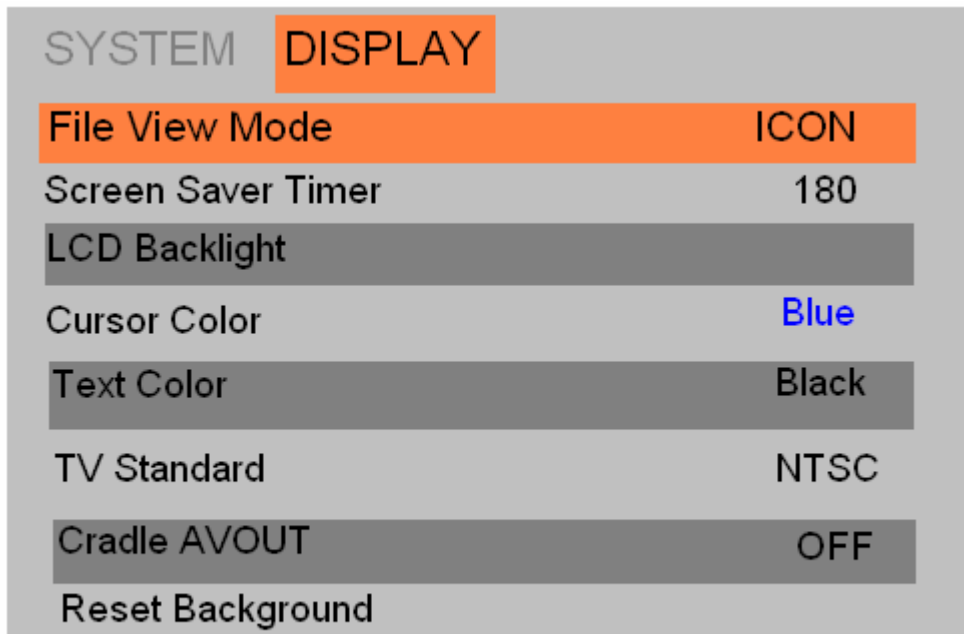 SYSTEM DISPLAY
File View Mode ICON
Screen Saver Timer 180
LCD Backlight
Cursor Color Blue
Text Color Black
TV Standard NTSC
Cradle AVOUT OFF
Reset Background